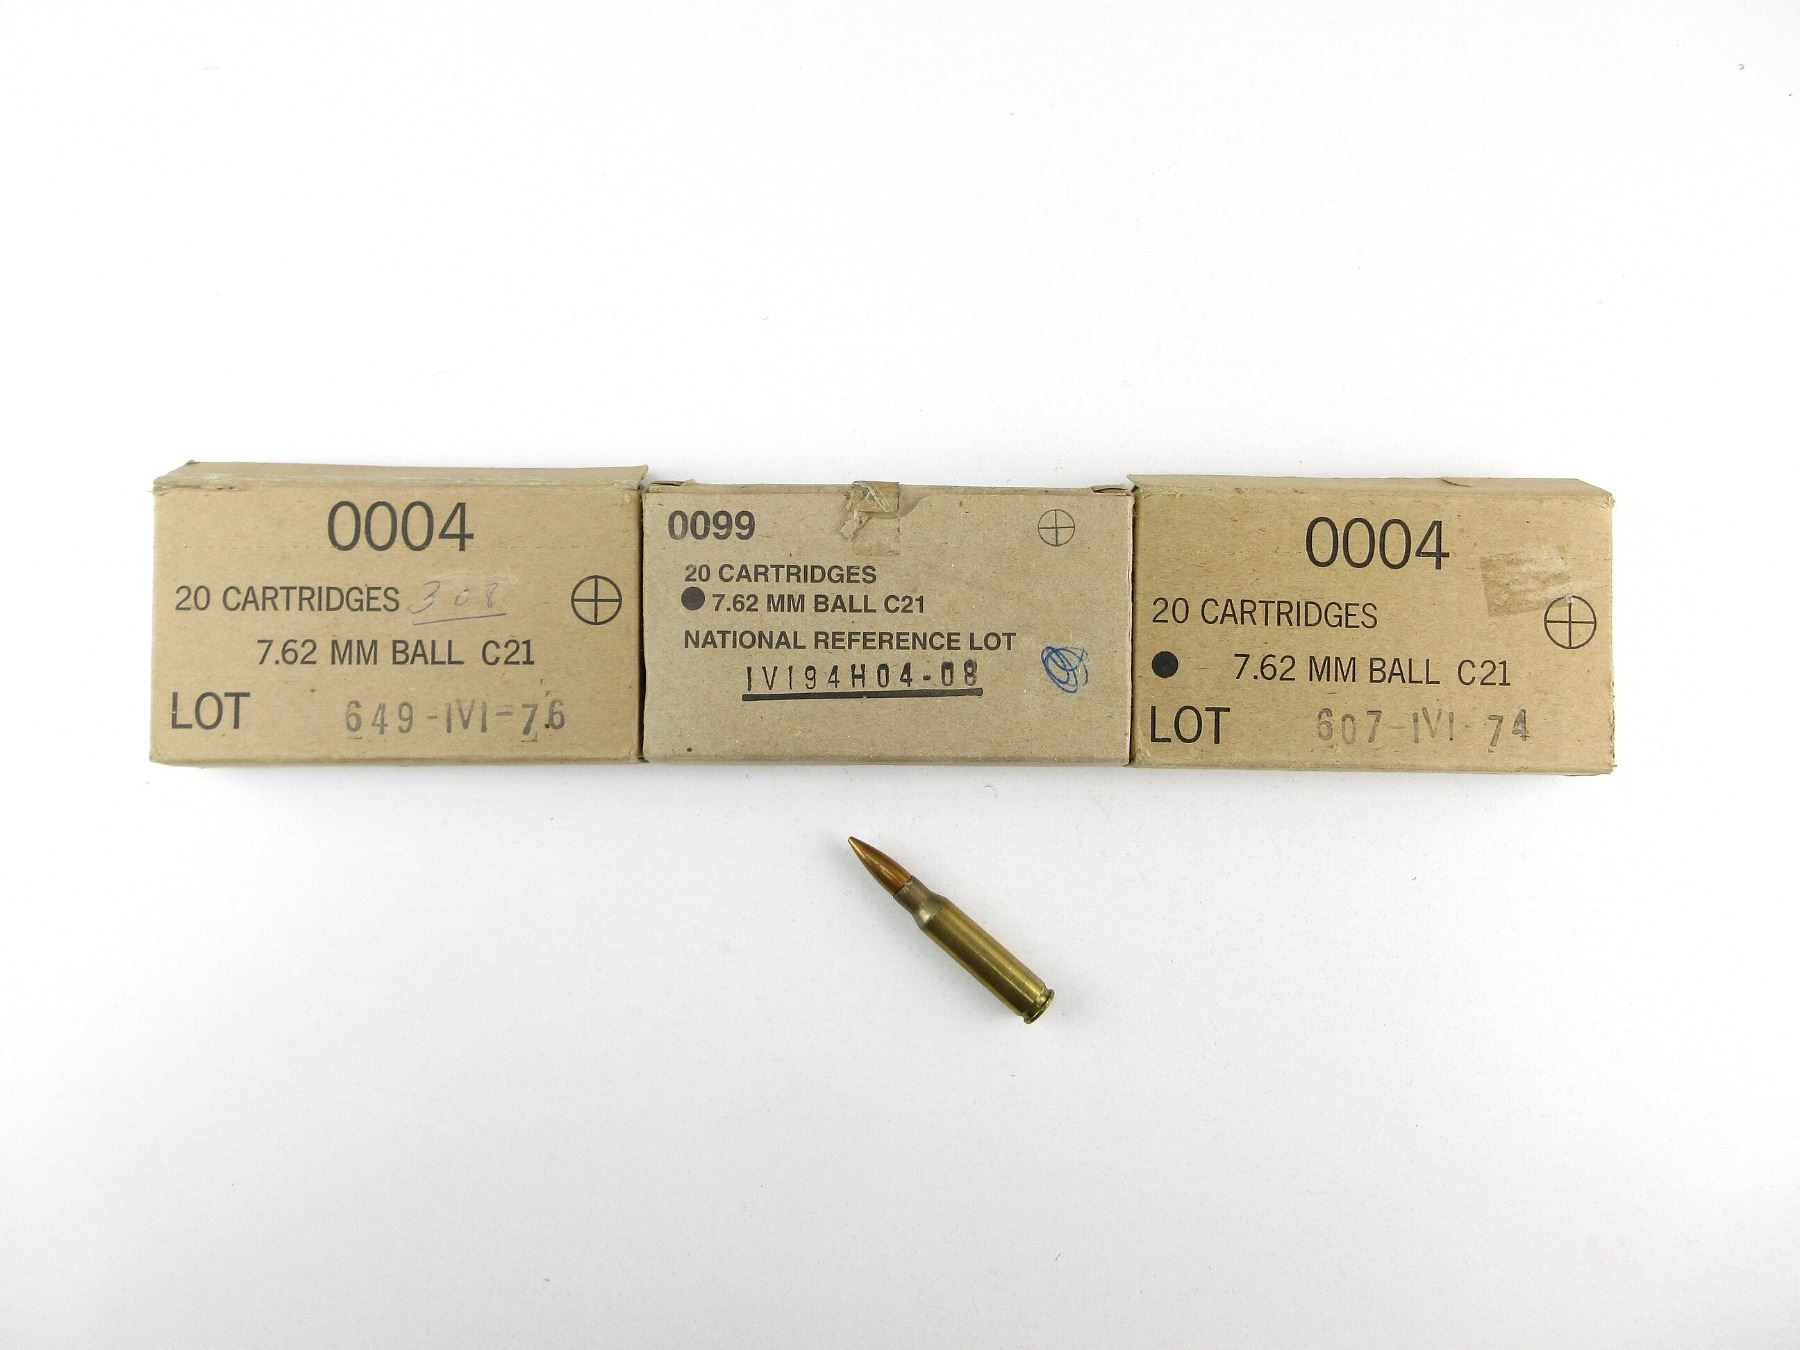 0004
20 CARTRIDGES 308
7.62 MM BALL C21
LOT 649-IVI-76
0099
20 CARTRIDGES
7.62 MM BALL C21
NATIONAL REFERENCE LOT
IVI94H04-08
0004
20 CARTRIDGES
7.62 MM BALL C21
LOT 607-IVI-74